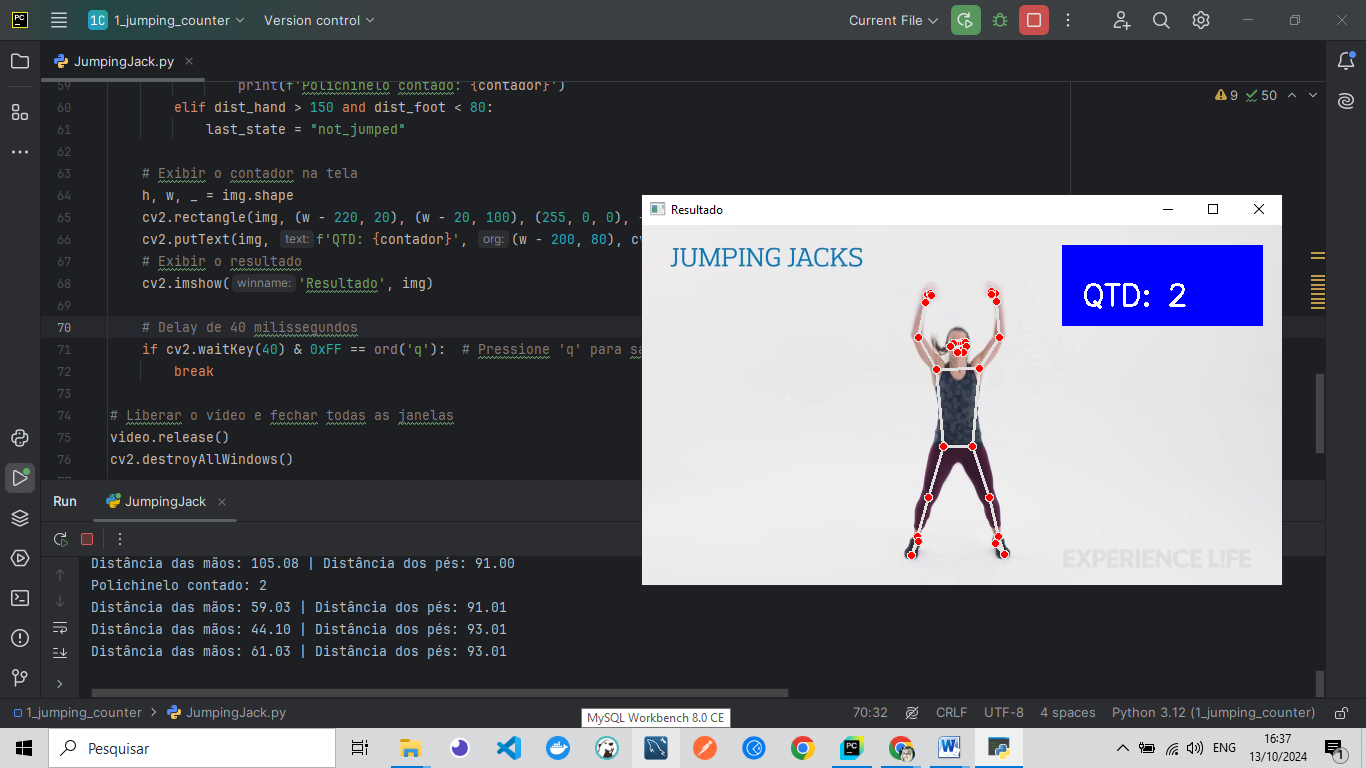 PC
1C 1_jumping_counter
Version control
Current File
JumpingJack.py
59 print(f'Polichinelo contado: {contador}')
60 elif dist_hand > 150 and dist_foot < 80:
61 last_state = "not_jumped"
62
63 # Exibir o contador na tela
64 h, w, _ = img.shape
65 cv2.rectangle(img, (w - 220, 20), (w - 20, 100), (255, 0, 0),
66 cv2.putText(img, text: f'QTD: {contador}', org: (w - 200, 80),
67 # Exibir o resultado
68 cv2.imshow( winname: 'Resultado', img)
69
70 # Delay de 40 milissegundos
71 if cv2.waitKey(40) & 0xFF == ord('q'): # Pressione 'q' para
72 break
73
74 # Liberar o vídeo e fechar todas as janelas
75 video.release()
76 cv2.destroyAllWindows()
9 50
Resultado
JUMPING JACKS
QTD: 2
EXPERIENCE L!FE
Run JumpingJack
Distância das mãos: 105.08 | Distância dos pés: 91.00
Polichinelo contado: 2
Distância das mãos: 59.03 | Distância dos pés: 91.01
Distância das mãos: 44.10 | Distância dos pés: 93.01
Distância das mãos: 61.03 | Distância dos pés: 93.01
1_jumping_counter > JumpingJack.py
MySQL Workbench 8.0 CE
70:32 CRLF UTF-8 4 spaces Python 3.12 (1_jumping_counter)
Pesquisar
PC
ENG
16:37
13/10/2024
1